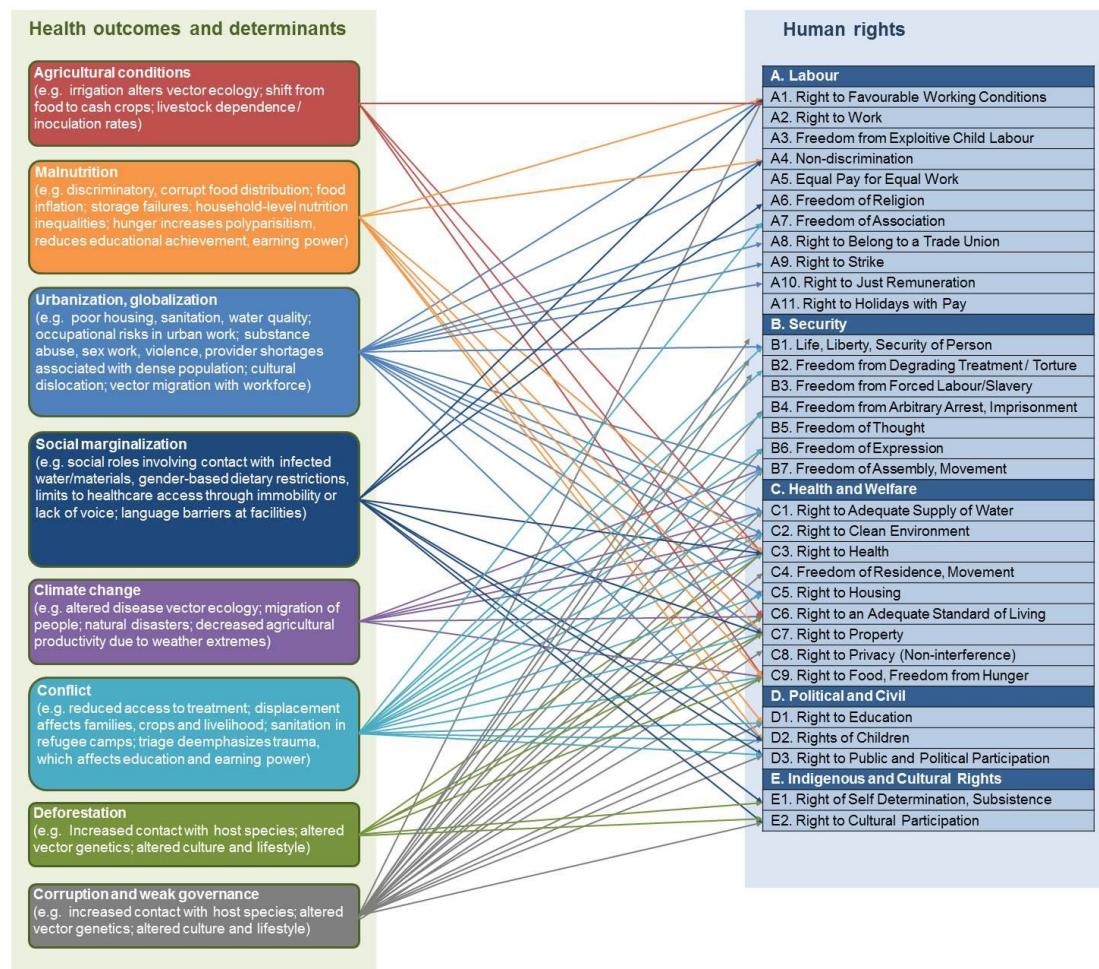 Health outcomes and determinants
Agricultural conditions
(e.g. irrigation alters vector ecology; shift from
food to cash crops; livestock dependence /
inoculation rates)
Malnutrition
(e.g. discriminatory, corrupt food distribution; food
inflation; storage failures; household-level nutrition
inequalities; hunger increases polyparisitism,
reduces educational achievement, earning power)
Urbanization, globalization
(e.g. poor housing, sanitation, water quality;
occupational risks in urban work; substance
abuse, sex work, violence, provider shortages
associated with dense population; cultural
dislocation; vector migration with workforce)
Social marginalization
(e.g. social roles involving contact with infected
water/materials, gender-based dietary restrictions,
limits to healthcare access through immobility or
lack of voice; language barriers at facilities)
Climate change
(e.g. altered disease vector ecology; migration of
people; natural disasters; decreased agricultural
productivity due to weather extremes)
Conflict
(e.g. reduced access to treatment; displacement
affects families, crops and livelihood; sanitation in
refugee camps; triage deemphasizes trauma,
which affects education and earning power)
Deforestation
(e.g. Increased contact with host species; altered
vector genetics; altered culture and lifestyle)
Corruption and weak governance
(e.g. increased contact with host species; altered
vector genetics; altered culture and lifestyle)
Human rights
A. Labour
A1. Right to Favourable Working Conditions
A2. Right to Work
A3. Freedom from Exploitive Child Labour
A4. Non-discrimination
A5. Equal Pay for Equal Work
A6. Freedom of Religion
A7. Freedom of Association
A8. Right to Belong to a Trade Union
A9. Right to Strike
A10. Right to Just Remuneration
A11. Right to Holidays with Pay
B. Security
B1. Life, Liberty, Security of Person
B2. Freedom from Degrading Treatment / Torture
B3. Freedom from Forced Labour/Slavery
B4. Freedom from Arbitrary Arrest, Imprisonment
B5. Freedom of Thought
B6. Freedom of Expression
B7. Freedom of Assembly, Movement
C. Health and Welfare
C1. Right to Adequate Supply of Water
C2. Right to Clean Environment
C3. Right to Health
C4. Freedom of Residence, Movement
C5. Right to Housing
C6. Right to an Adequate Standard of Living
C7. Right to Property
C8. Right to Privacy (Non-interference)
C9. Right to Food, Freedom from Hunger
D. Political and Civil
D1. Right to Education
D2. Rights of Children
D3. Right to Public and Political Participation
E. Indigenous and Cultural Rights
E1. Right of Self Determination, Subsistence
E2. Right to Cultural Participation